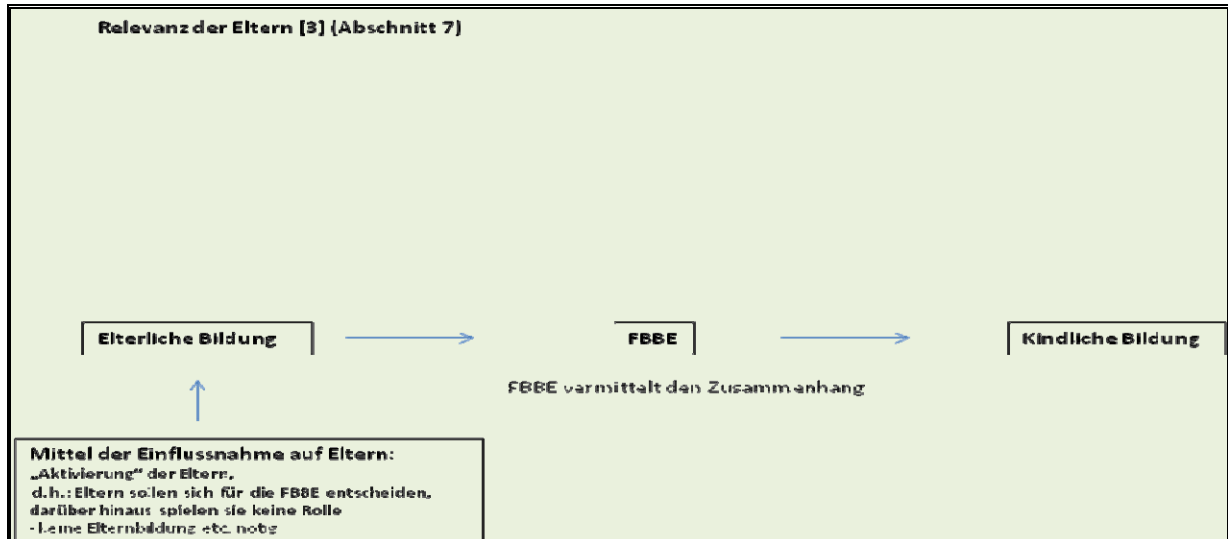 Relevanz der Eltern [3] (Abschnitt 7)
Elterliche Bildung
FBBE
Kindliche Bildung
FBBE vermittelt den Zusammenhang
Mittel der Einflussnahme auf Eltern:
„Aktivierung“ der Eltern,
d.h.: Eltern sollen sich für die FBBE entscheiden,
darüber hinaus spielen sie keine Rolle
- keine Elternbildung etc. nötig